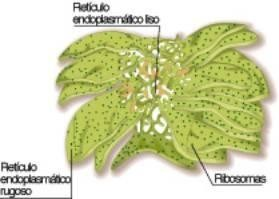 Retículo
endoplasmático liso
Retículo
endoplasmático
rugoso
Ribosomas